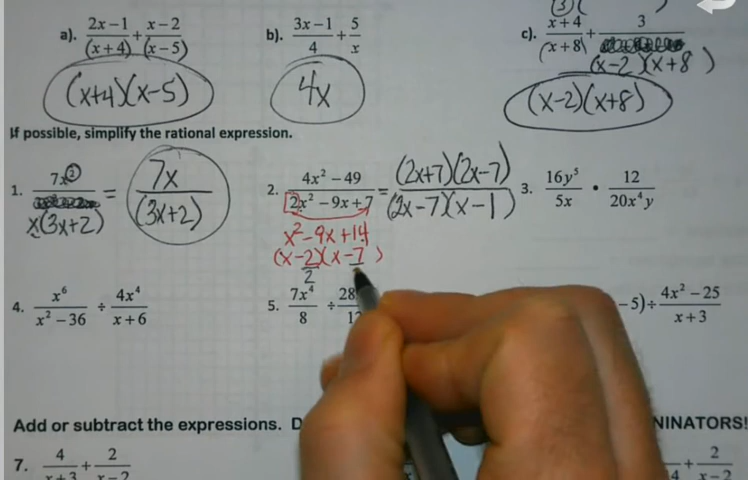 a). (2x − 1)/(x+4) + (x − 2)/(x−5)
(x+4)(x−5)
b). (3x − 1)/4 + 5/x
4x
c). (x + 4)/(x+8) + 3/((x−2)(x+8))
(x−2)(x+8)
If possible, simplify the rational expression.
1. 7x²/(x(3x+2)) = 7x/(3x+2)
2. (4x² − 49)/(2x² − 9x + 7) = (2x+7)(2x−7)/((2x−7)(x−1))
x²−9x+14
(x−2/2)(x−7)
3. 16y⁵/5x • 12/20x⁴y
4. x⁶/(x² − 36) ÷ 4x⁴/(x + 6)
5. 7x⁴/8 ÷ 28
− 5) ÷ (4x² − 25)/(x + 3)
Add or subtract the expressions.
NINATORS!
7. 4/(x+3) + 2/(x−2)
+ 2/(x−2)